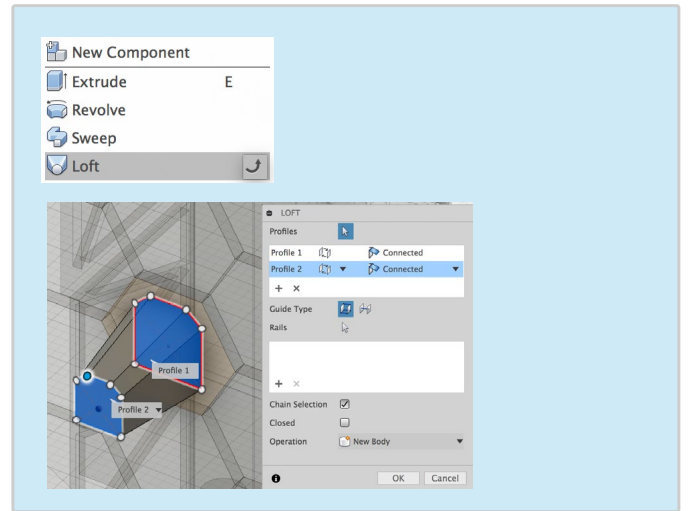 New Component
Extrude E
Revolve
Sweep
Loft
LOFT
Profiles
Profile 1 Connected
Profile 2 Connected
Guide Type
Rails
Chain Selection
Closed
Operation New Body
OK Cancel
Profile 1
Profile 2